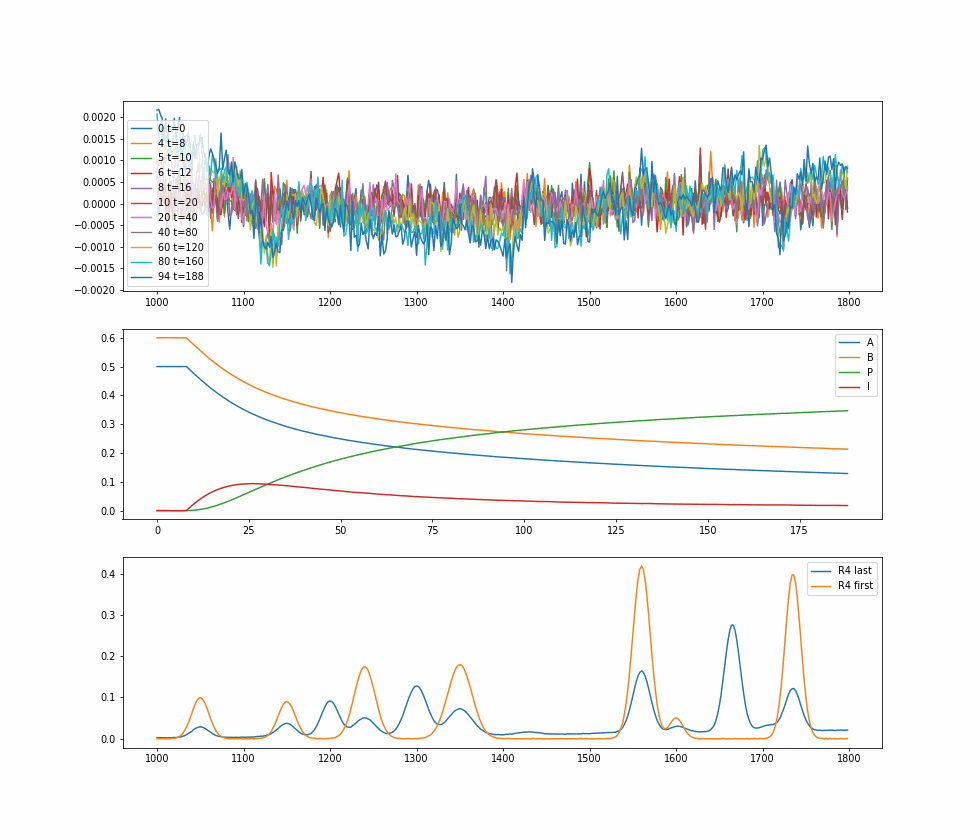 0.0020
0.0015
0.0010
0.0005
0.0000
−0.0005
−0.0010
−0.0015
−0.0020
0 t=0
4 t=8
5 t=10
6 t=12
8 t=16
10 t=20
20 t=40
40 t=80
60 t=120
80 t=160
94 t=188
1000 1100 1200 1300 1400 1500 1600 1700 1800
0.6
0.5
0.4
0.3
0.2
0.1
0.0
A
B
P
I
0 25 50 75 100 125 150 175
0.4
0.3
0.2
0.1
0.0
R4 last
R4 first
1000 1100 1200 1300 1400 1500 1600 1700 1800